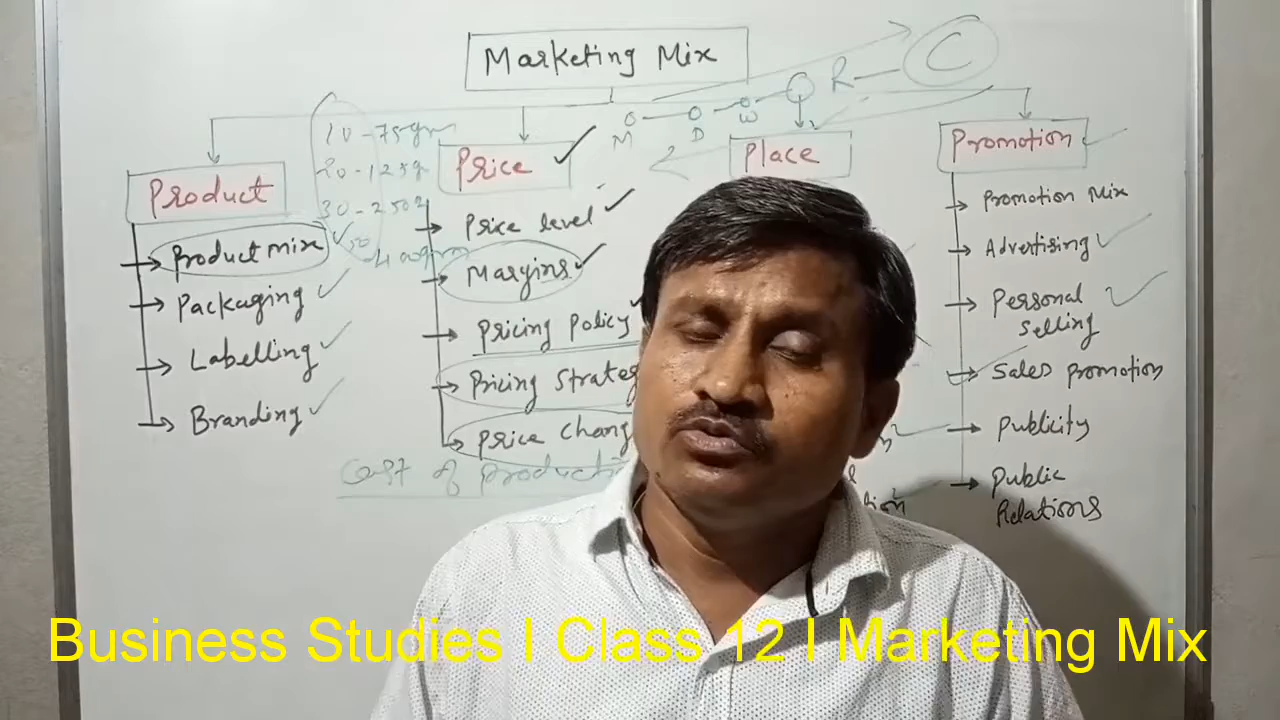 Marketing Mix
C
R
M
D
W
Product
Product mix
Packaging
Labelling
Branding
10 - 75gm
20 - 125g
30 - 250g
50
Price
Price level
Margins
Pricing Policy
Pricing Strateg
Price Chang
Cost of producti
Place
Promotion
Promotion Mix
Advertising
Personal
Selling
Sales promotion
Publicity
Public
Relations
Business Studies I Class 12 I Marketing Mix